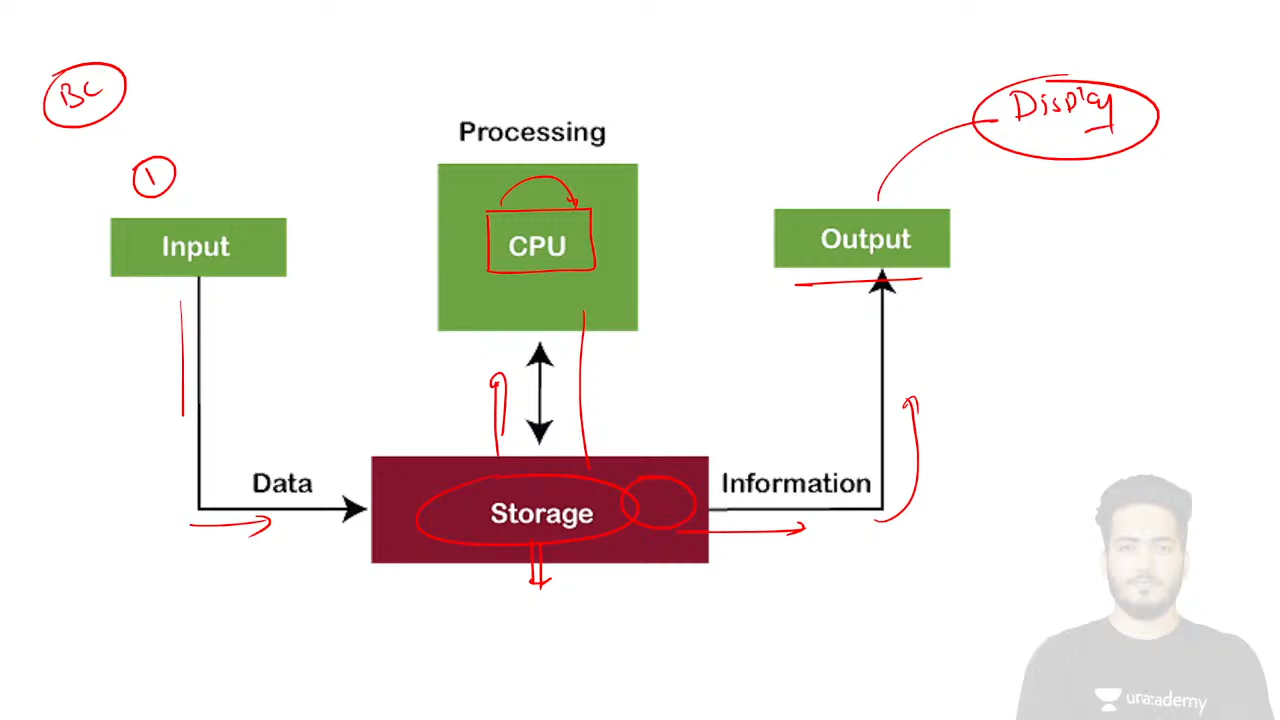 BC
Display
Processing
1
Input
CPU
Output
Data
Information
Storage
unacademy